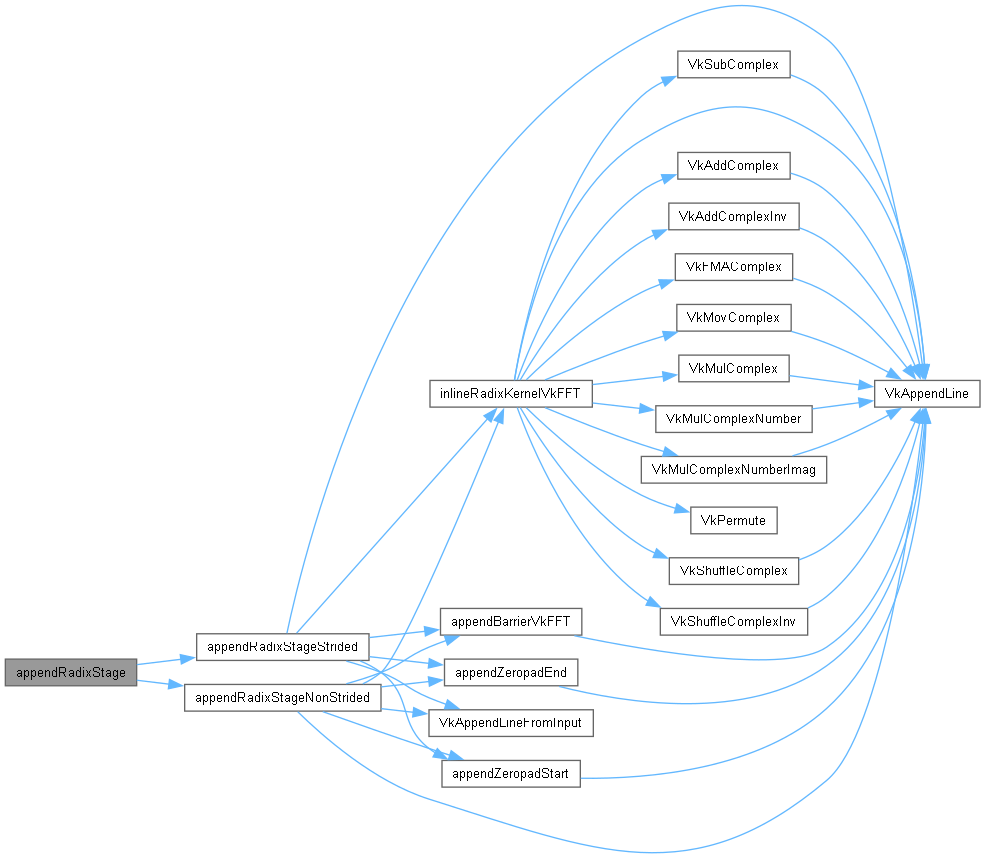 VkSubComplex
VkAddComplex
VkAddComplexInv
VkFMAComplex
VkMovComplex
VkMulComplex
inlineRadixKernelVkFFT
VkAppendLine
VkMulComplexNumber
VkMulComplexNumberImag
VkPermute
VkShuffleComplex
VkShuffleComplexInv
appendBarrierVkFFT
appendRadixStageStrided
appendRadixStage
appendZeropadEnd
appendRadixStageNonStrided
VkAppendLineFromInput
appendZeropadStart